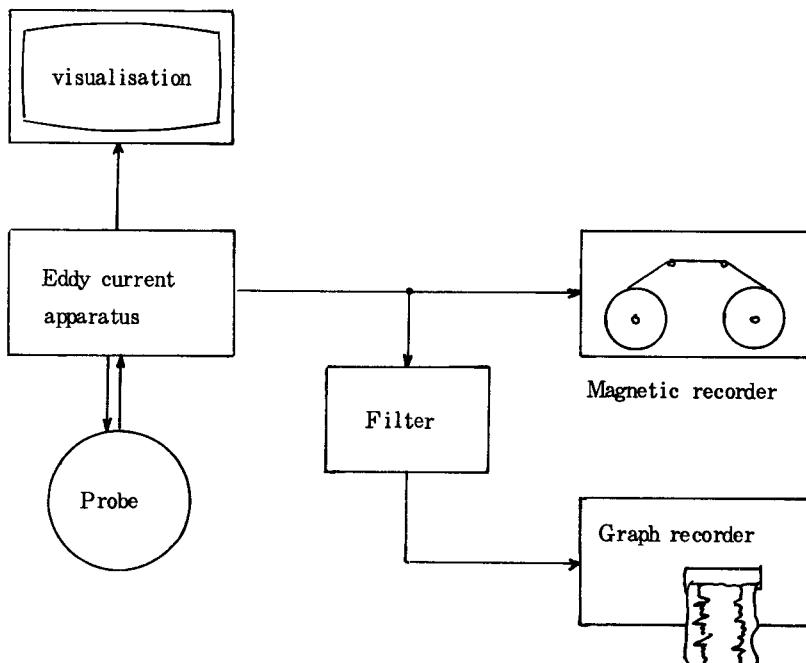 visualisation
Eddy current
apparatus
Magnetic recorder
Filter
Probe
Graph recorder